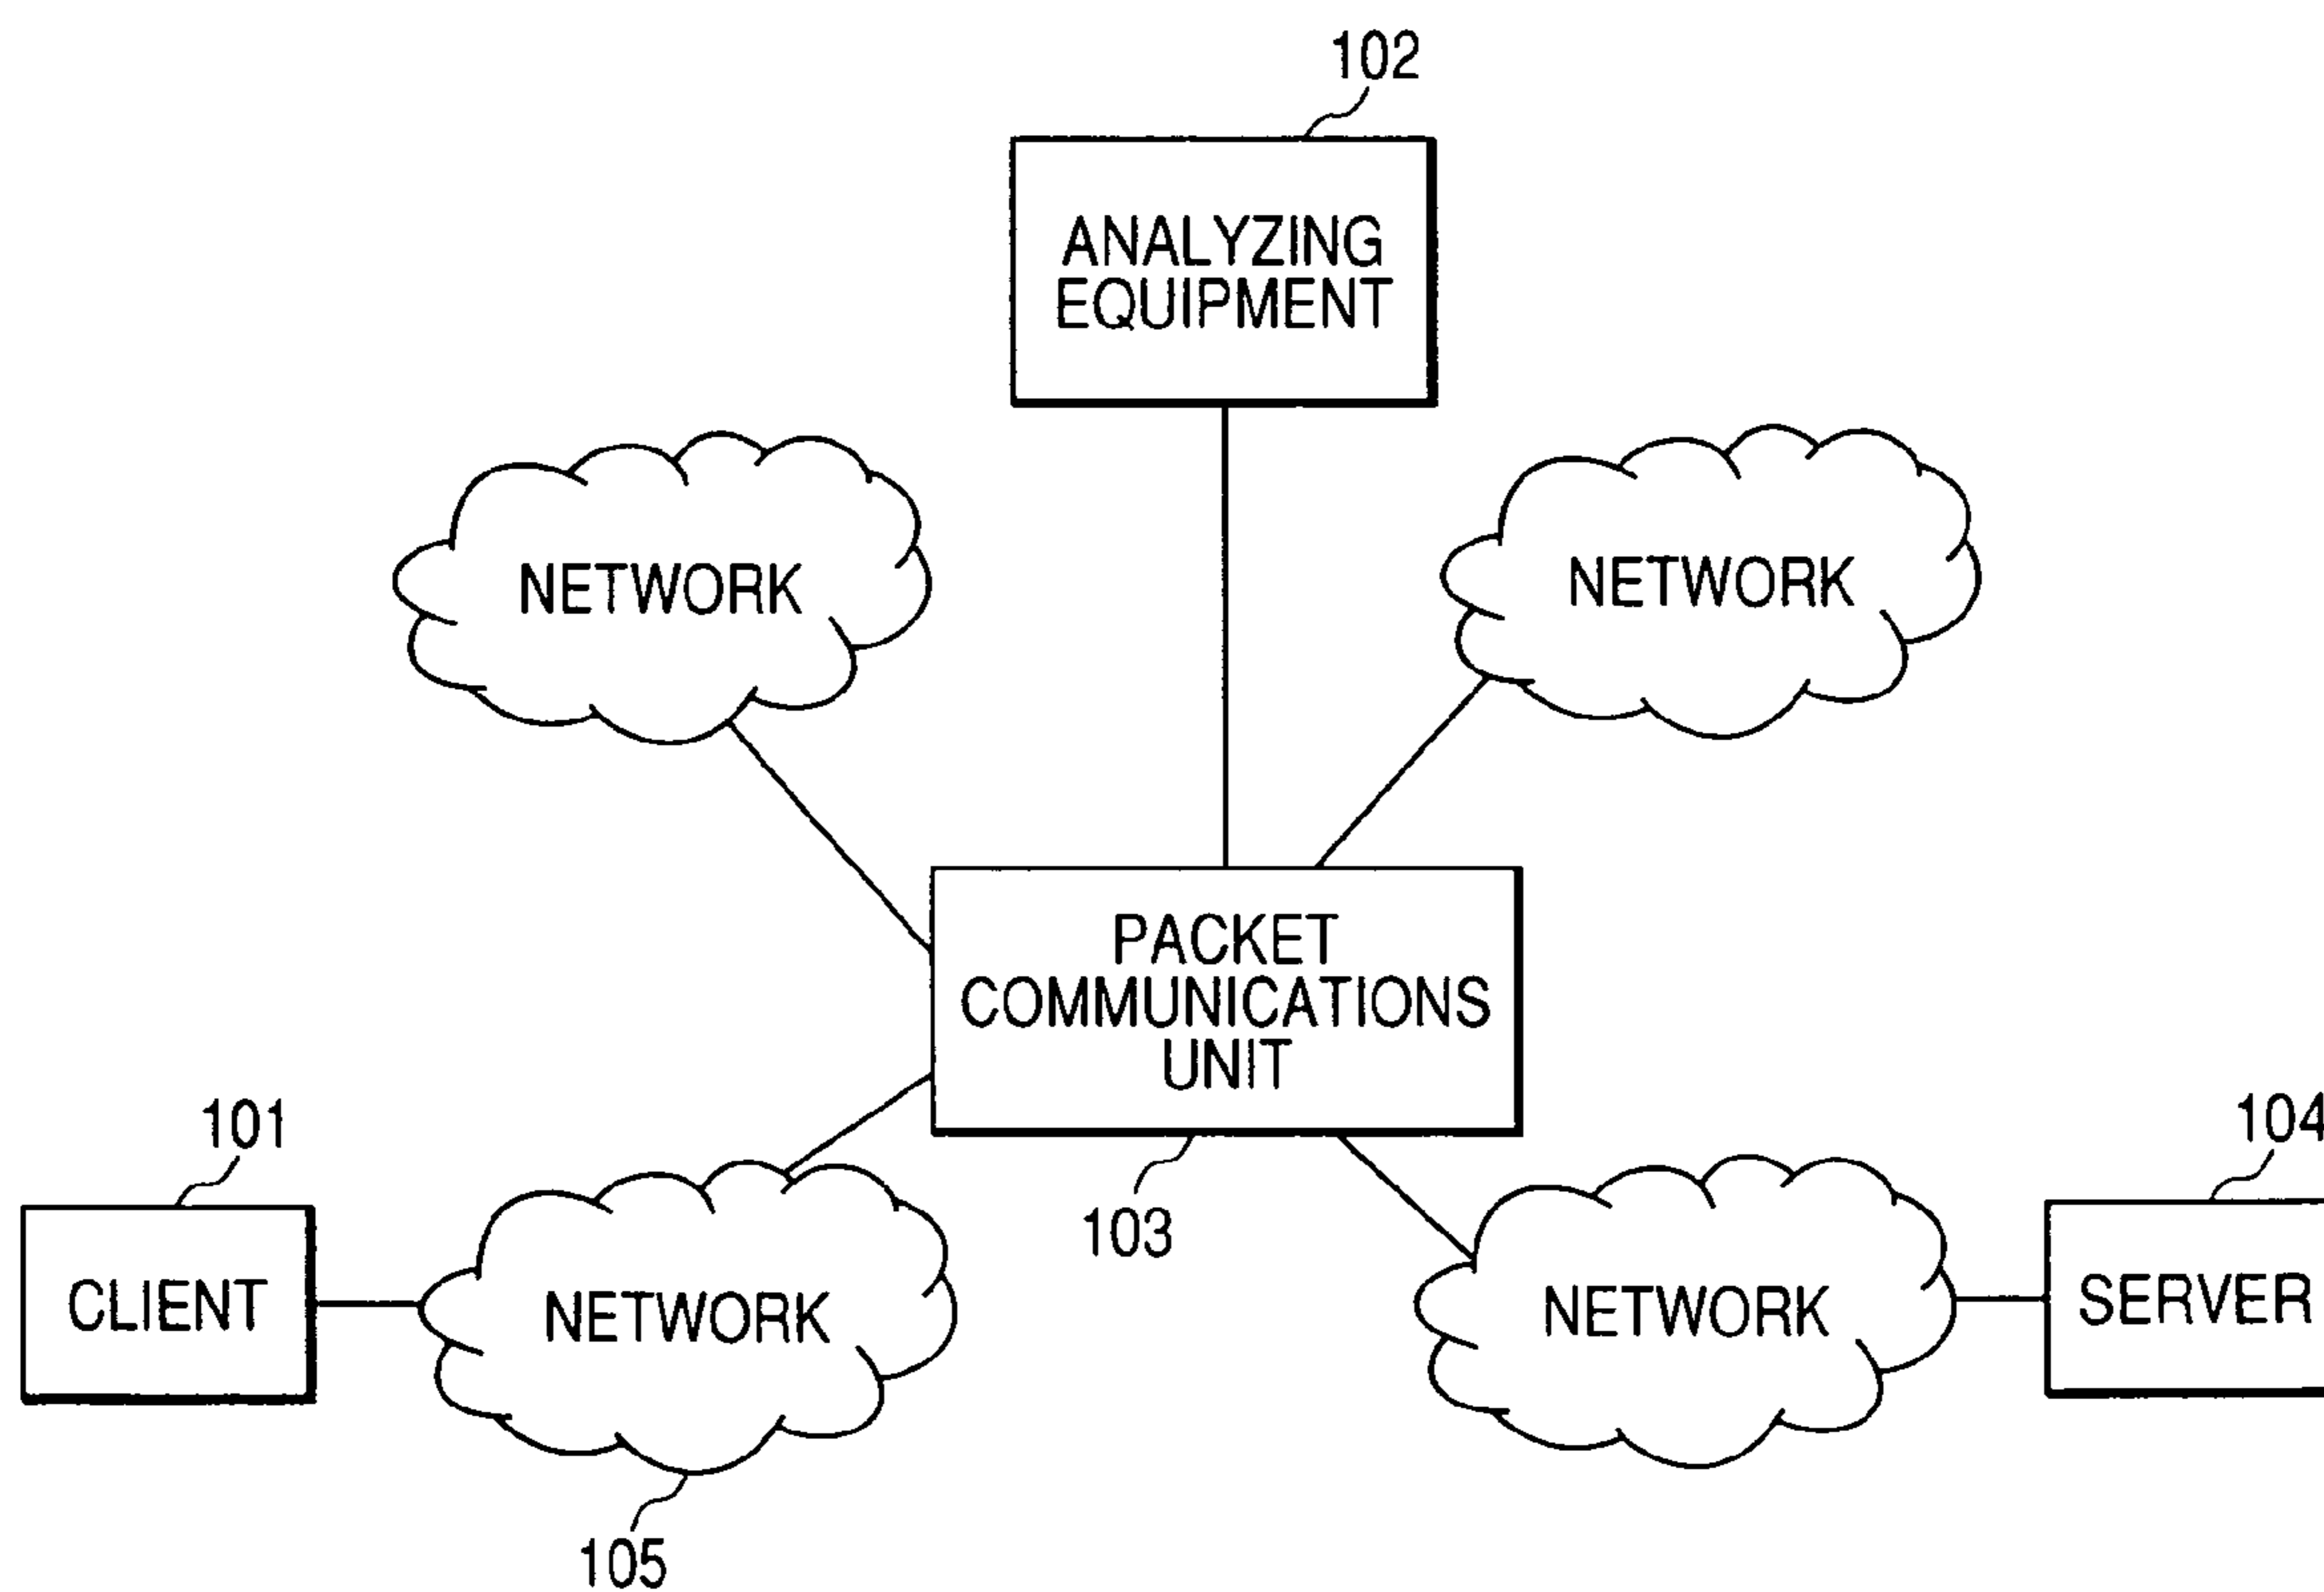 102
ANALYZING
EQUIPMENT
NETWORK
NETWORK
PACKET
COMMUNICATIONS
UNIT
101
104
103
CLIENT
NETWORK
NETWORK
SERVER
105